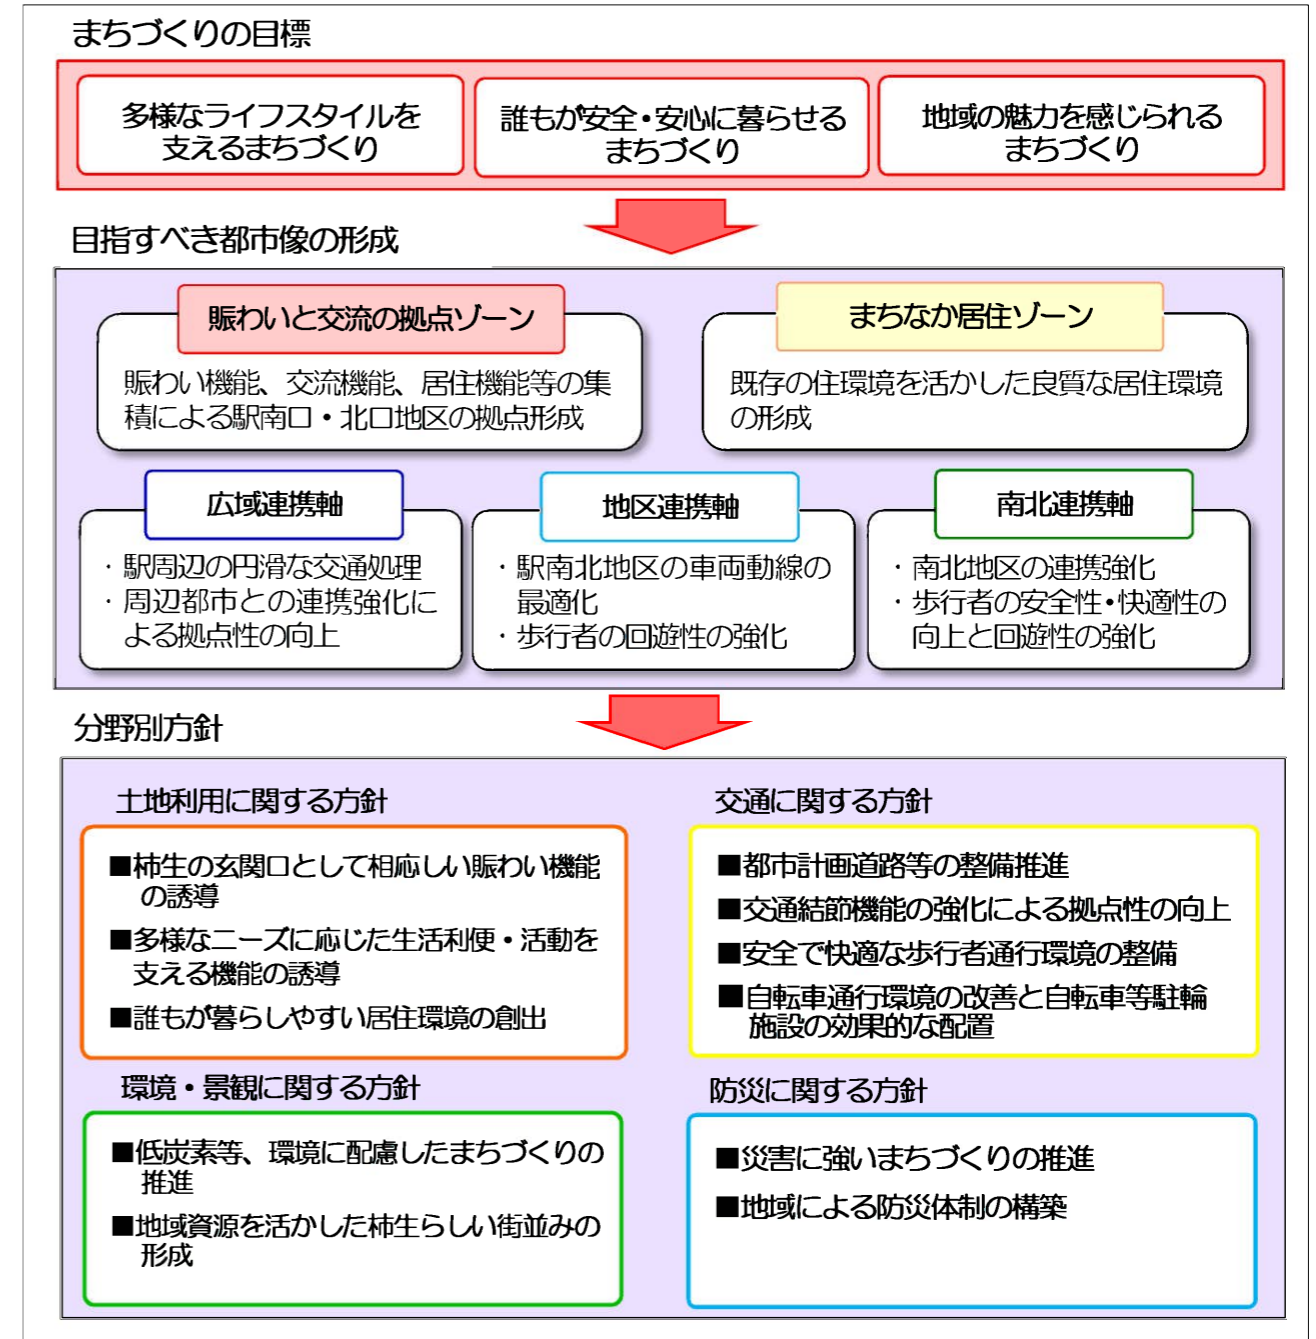 まちづくりの目標
多様なライフスタイルを
支えるまちづくり
誰もが安全・安心に暮らせる
まちづくり
地域の魅力を感じられる
まちづくり
目指すべき都市像の形成
賑わいと交流の拠点ゾーン
賑わい機能、交流機能、居住機能等の集
積による駅南口・北口地区の拠点形成
まちなか居住ゾーン
既存の住環境を活かした良質な居住環境
の形成
広域連携軸
・駅周辺の円滑な交通処理
・周辺都市との連携強化に
よる拠点性の向上
地区連携軸
・駅南北地区の車両動線の
最適化
・歩行者の回遊性の強化
南北連携軸
・南北地区の連携強化
・歩行者の安全性・快適性の
向上と回遊性の強化
分野別方針
土地利用に関する方針
■柿生の玄関口として相応しい賑わい機能
の誘導
■多様なニーズに応じた生活利便・活動を
支える機能の誘導
■誰もが暮らしやすい居住環境の創出
交通に関する方針
■都市計画道路等の整備推進
■交通結節機能の強化による拠点性の向上
■安全で快適な歩行者通行環境の整備
■自転車通行環境の改善と自転車等駐輪
施設の効果的な配置
環境・景観に関する方針
■低炭素等、環境に配慮したまちづくりの
推進
■地域資源を活かした柿生らしい街並みの
形成
防災に関する方針
■災害に強いまちづくりの推進
■地域による防災体制の構築